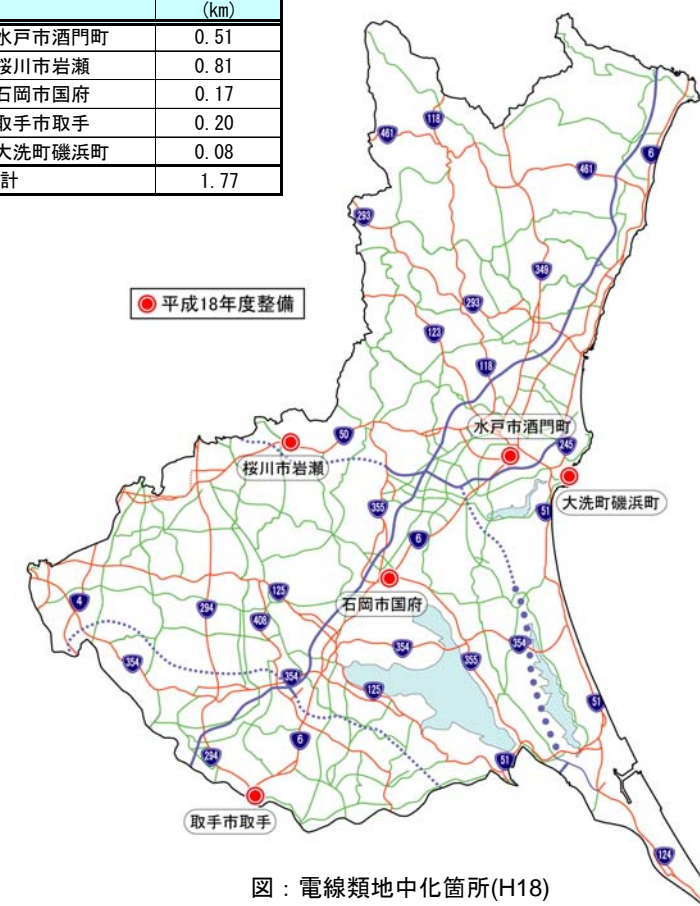 (km)
水戸市酒門町 0.51
桜川市岩瀬 0.81
石岡市国府 0.17
取手市取手 0.20
大洗町磯浜町 0.08
計 1.77
118
461
6
461
293
349
平成18年度整備
293
123
118
水戸市酒門町
50
245
桜川市岩瀬
大洗町磯浜町
355
51
6
石岡市国府
125
4
294
408
354
354
354
355
354
125
51
6
294
51
取手市取手
124
図：電線類地中化箇所(H18)